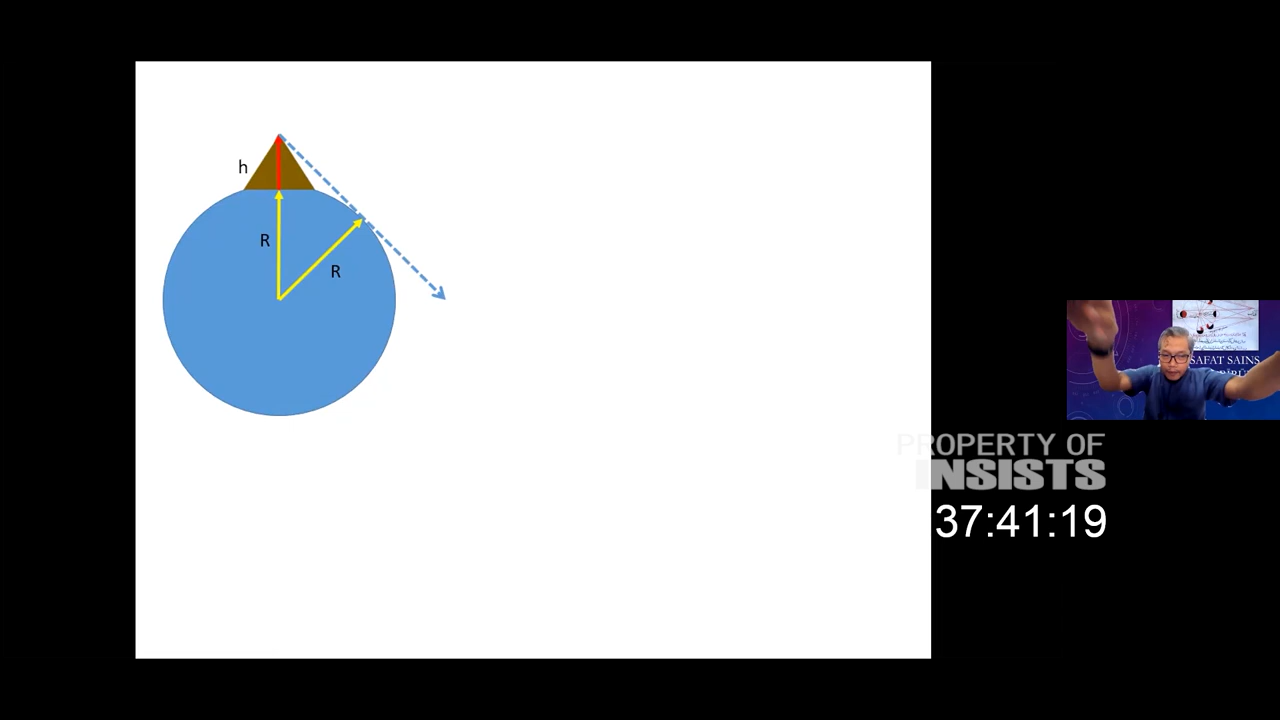 h
R
R
SAFAT SAINS
PROPERTY OF
INSISTS
37:41:19